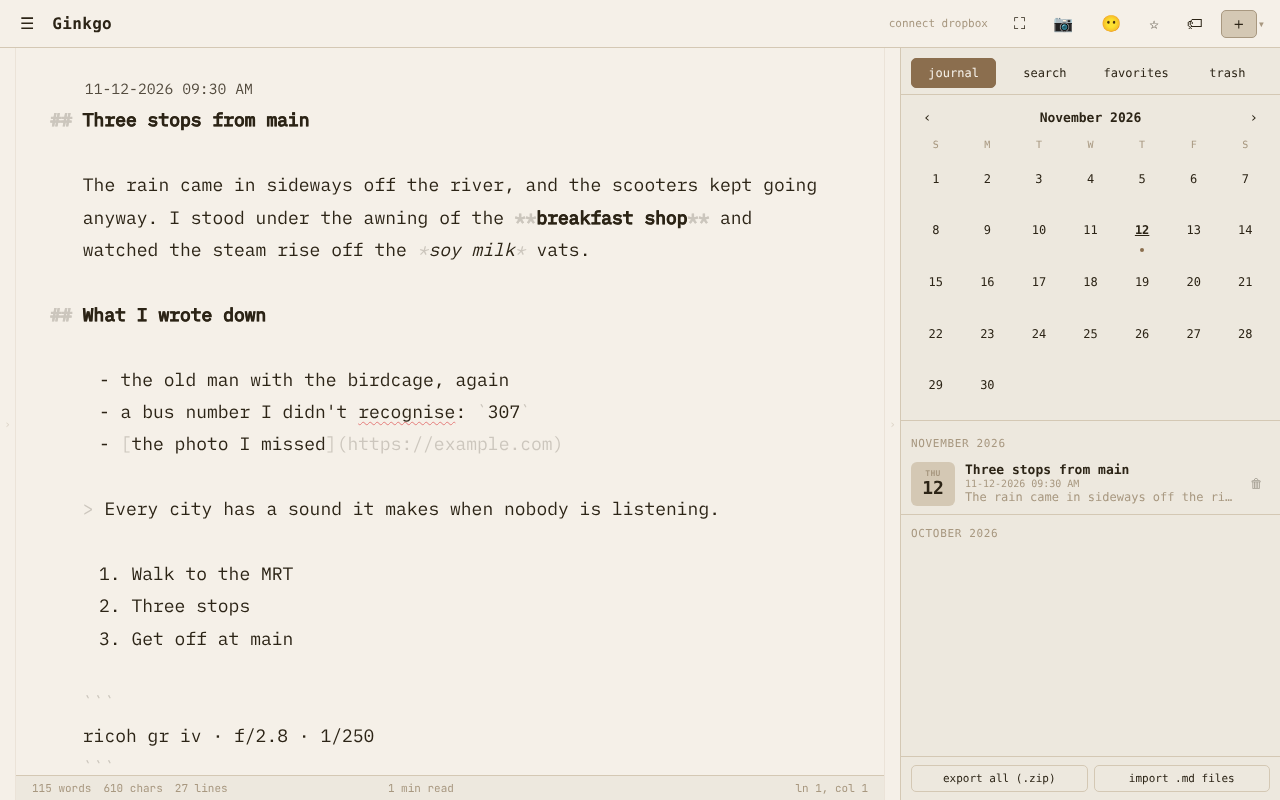 ☰ Ginkgo
connect dropbox
+
11-12-2026 09:30 AM
## Three stops from main
The rain came in sideways off the river, and the scooters kept going
anyway. I stood under the awning of the **breakfast shop** and
watched the steam rise off the *soy milk* vats.
## What I wrote down
- the old man with the birdcage, again
- a bus number I didn't recognise: `307`
- [the photo I missed](https://example.com)
> Every city has a sound it makes when nobody is listening.
1. Walk to the MRT
2. Three stops
3. Get off at main
```
ricoh gr iv · f/2.8 · 1/250
```
115 words 610 chars 27 lines 1 min read ln 1, col 1
journal search favorites trash
‹ November 2026 ›
S M T W T F S
1 2 3 4 5 6 7
8 9 10 11 12 13 14
15 16 17 18 19 20 21
22 23 24 25 26 27 28
29 30
NOVEMBER 2026
THU
12
Three stops from main
11-12-2026 09:30 AM
The rain came in sideways off the ri…
OCTOBER 2026
export all (.zip) import .md files